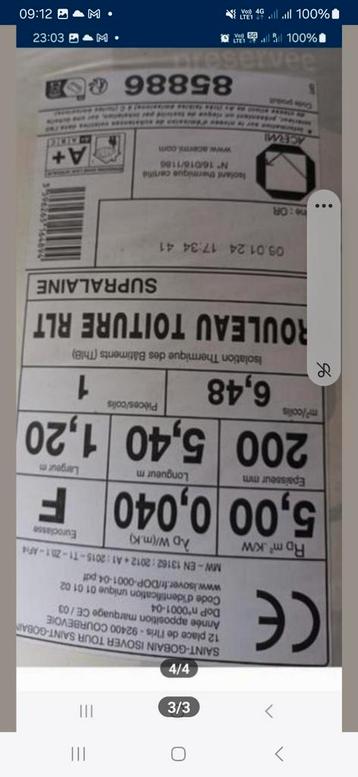 09:12 100%
23:03 100%
SAINT-GOBAIN ISOVER TOUR SAINT-GOBAIN
12 place de l'Iris - 92400 COURBEVOIE
Année apposition marquage CE / 03
DoP n°0001-04
Code d'identification unique 01 01 02
www.isover.fr/DOP-0001-04.pdf
MW - EN 13162 : 2012 + A1 : 2015 - T1
CE
RD m².K/W
5,00
λD W/(m.K)
0,040
Euroclasse
F
Epaisseur mm
200
Longueur m
5,40
Largeur m
1,20
m²/colis
6,48
Pièces/colis
1
Isolation Thermique des Bâtiments (ThB)
ROULEAU TOITURE RLT
SUPRALAINE
09.01.24 17:34 41
ne : OR
ACERMI
Isolant thermique certifié
N° 16/018/1186
www.acermi.com
A+
Code produit
85886
4/4
3/3